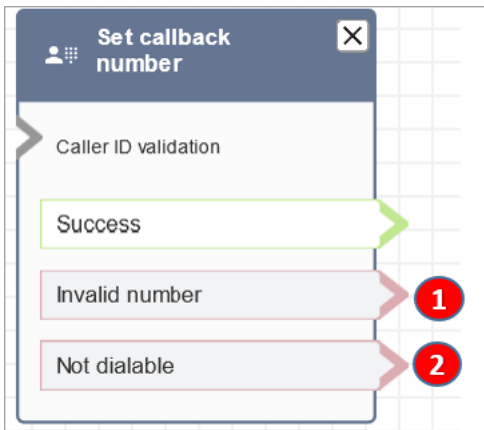 Set callback
number
Caller ID validation
Success
Invalid number
1
Not dialable
2